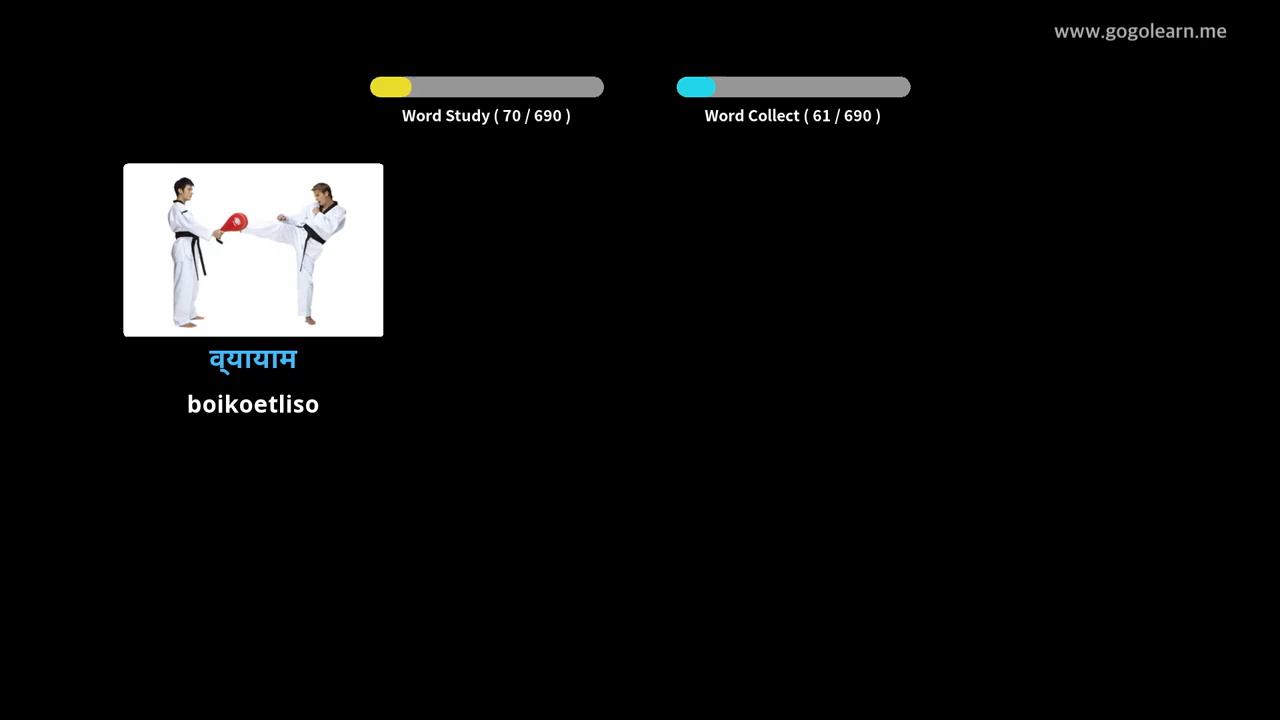 www.gogolearn.me
Word Study ( 70 / 690 )
Word Collect ( 61 / 690 )
व्यायाम
boikoetliso